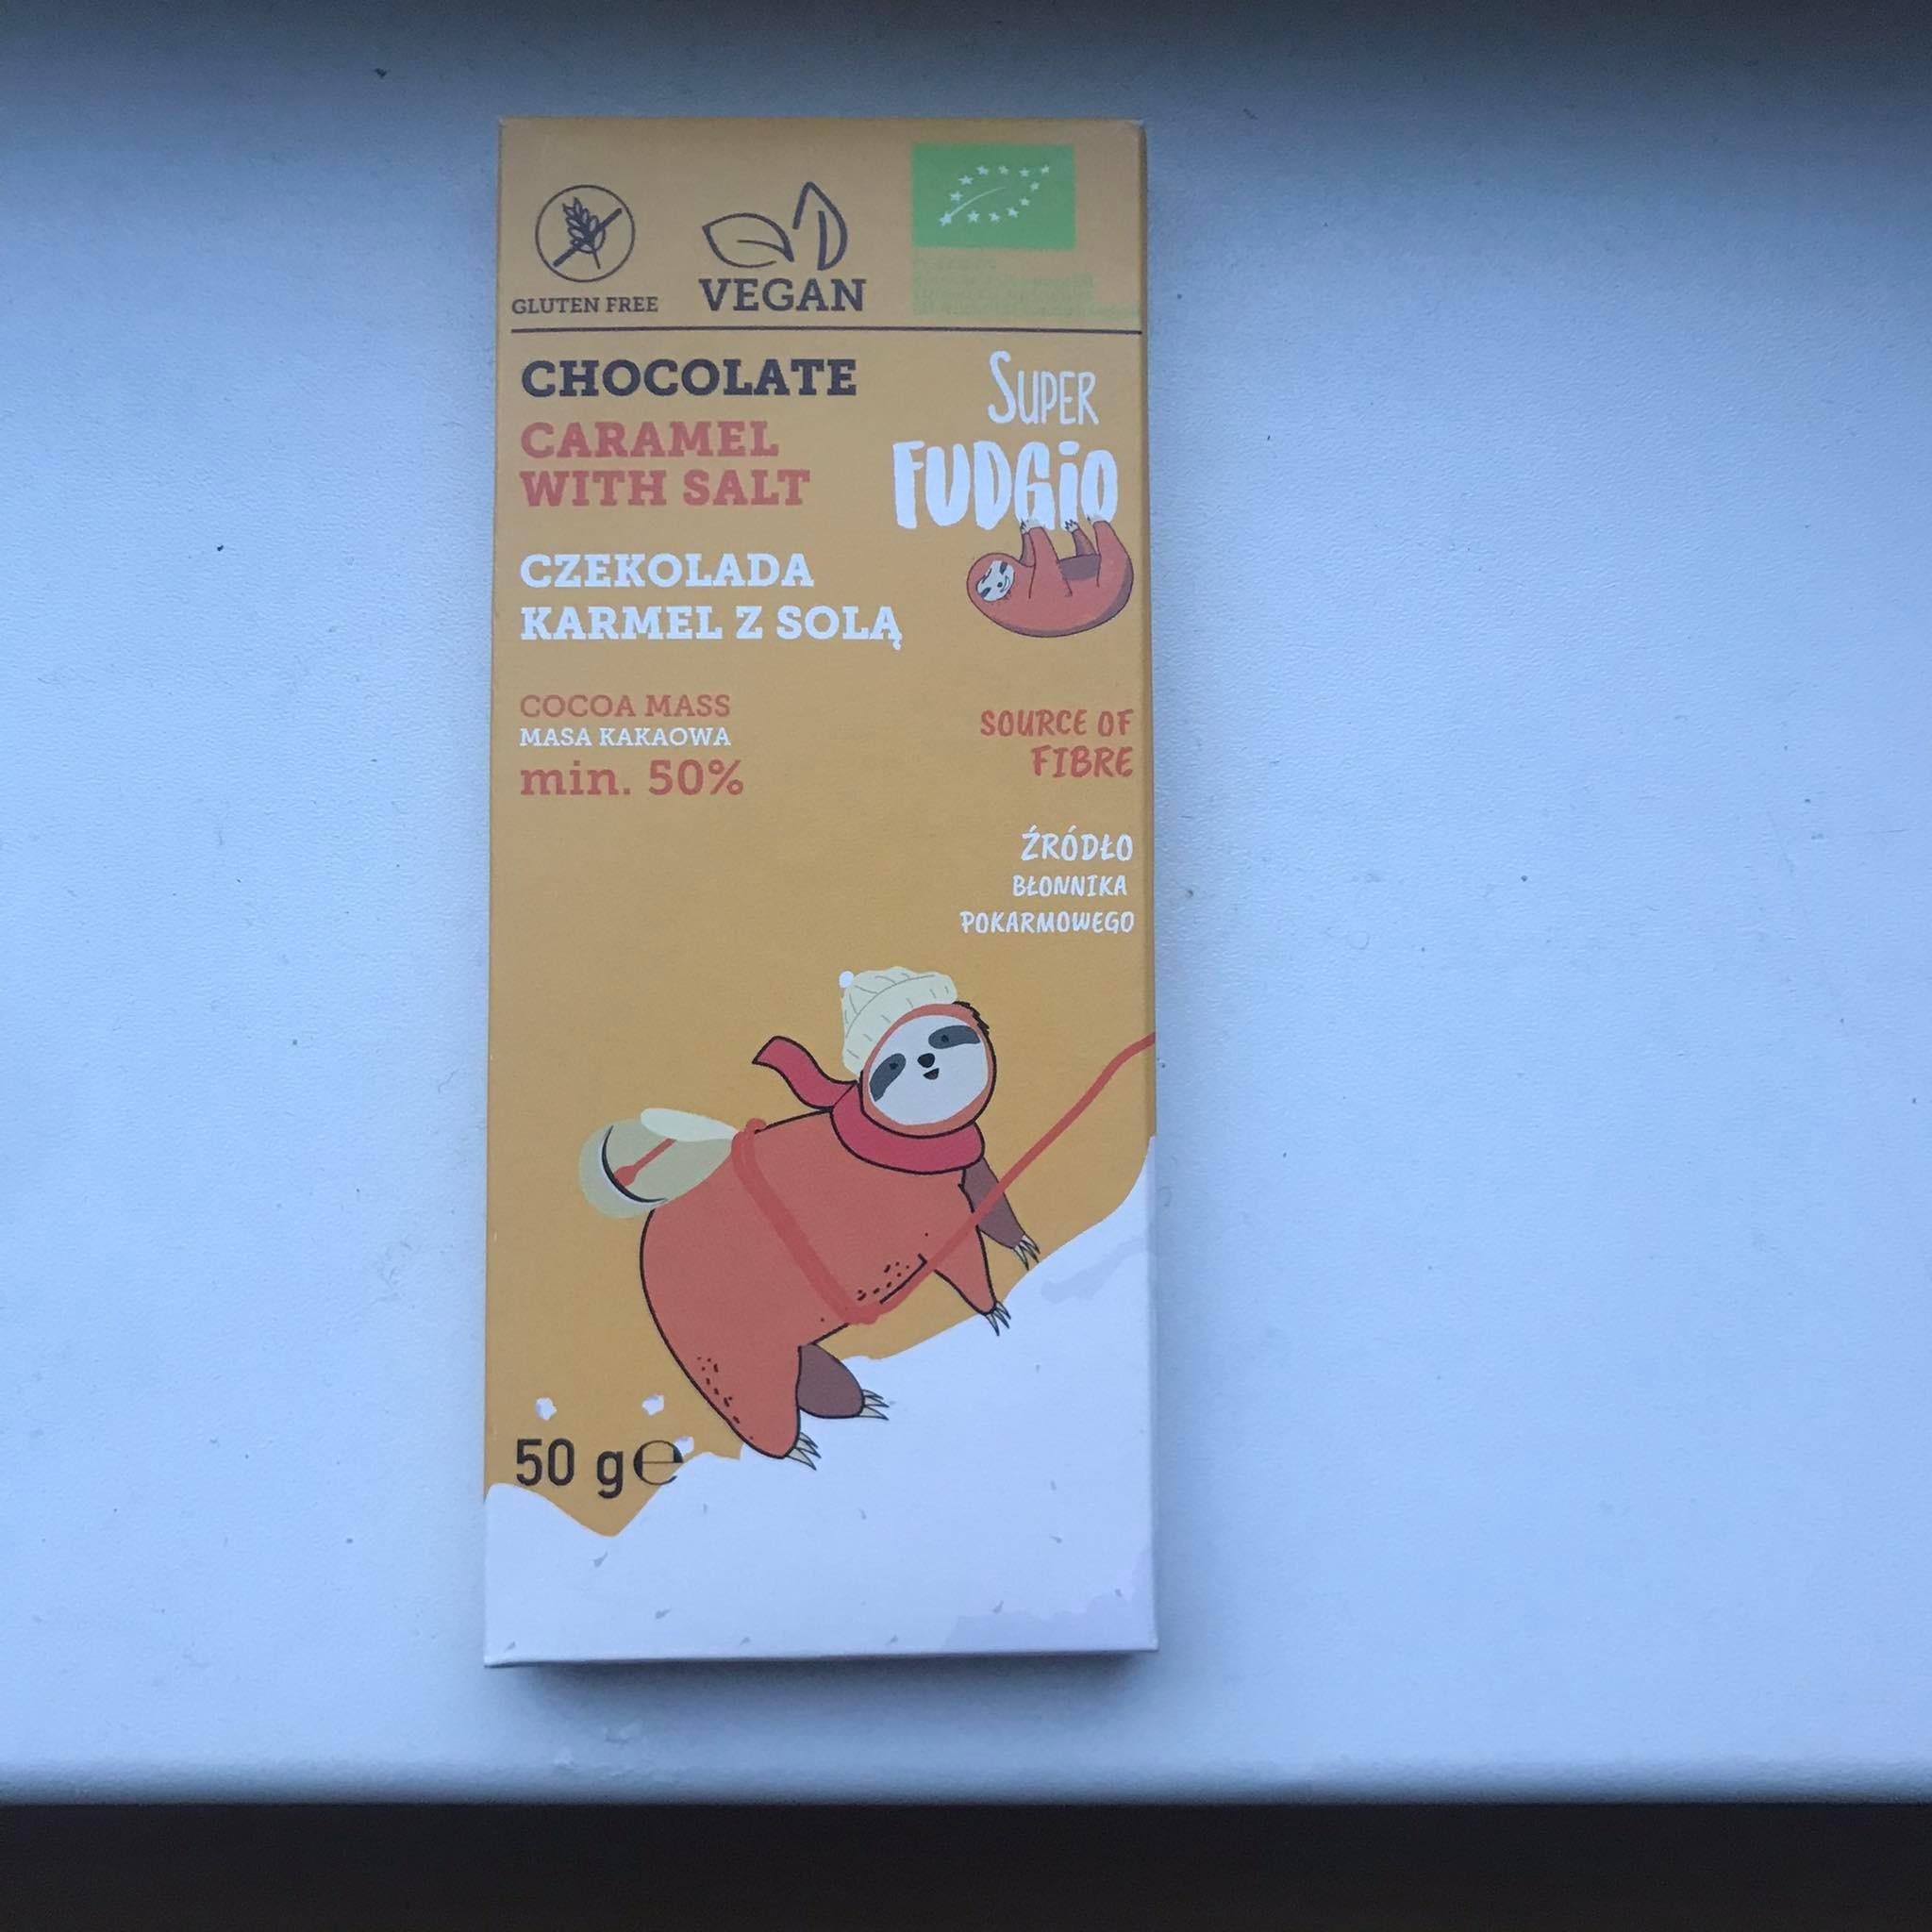 GLUTEN FREE
VEGAN
CHOCOLATE
CARAMEL
WITH SALT
SUPER
FUDGiO
CZEKOLADA
KARMEL Z SOLĄ
COCOA MASS
MASA KAKAOWA
min. 50%
SOURCE OF
FIBRE
ŹRÓDŁO
BŁONNIKA
POKARMOWEGO
50 g℮